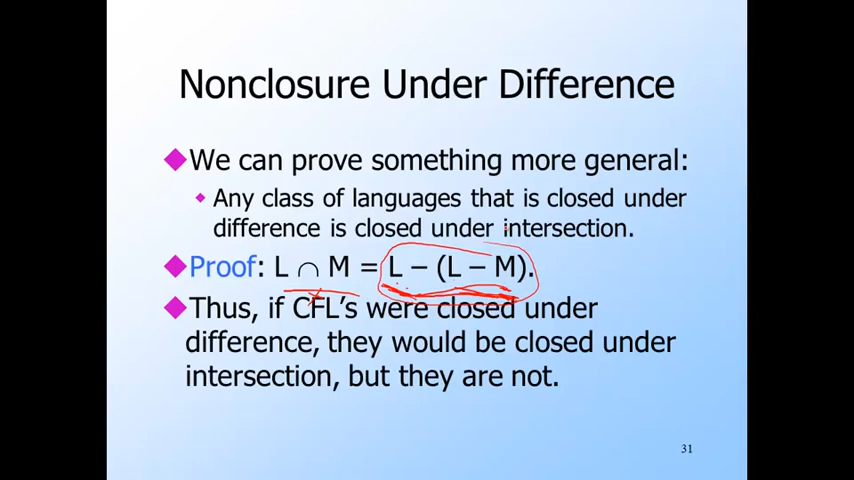 Nonclosure Under Difference
We can prove something more general:
Any class of languages that is closed under
difference is closed under intersection.
Proof: L ∩ M = L – (L – M).
Thus, if CFL's were closed under
difference, they would be closed under
intersection, but they are not.
31